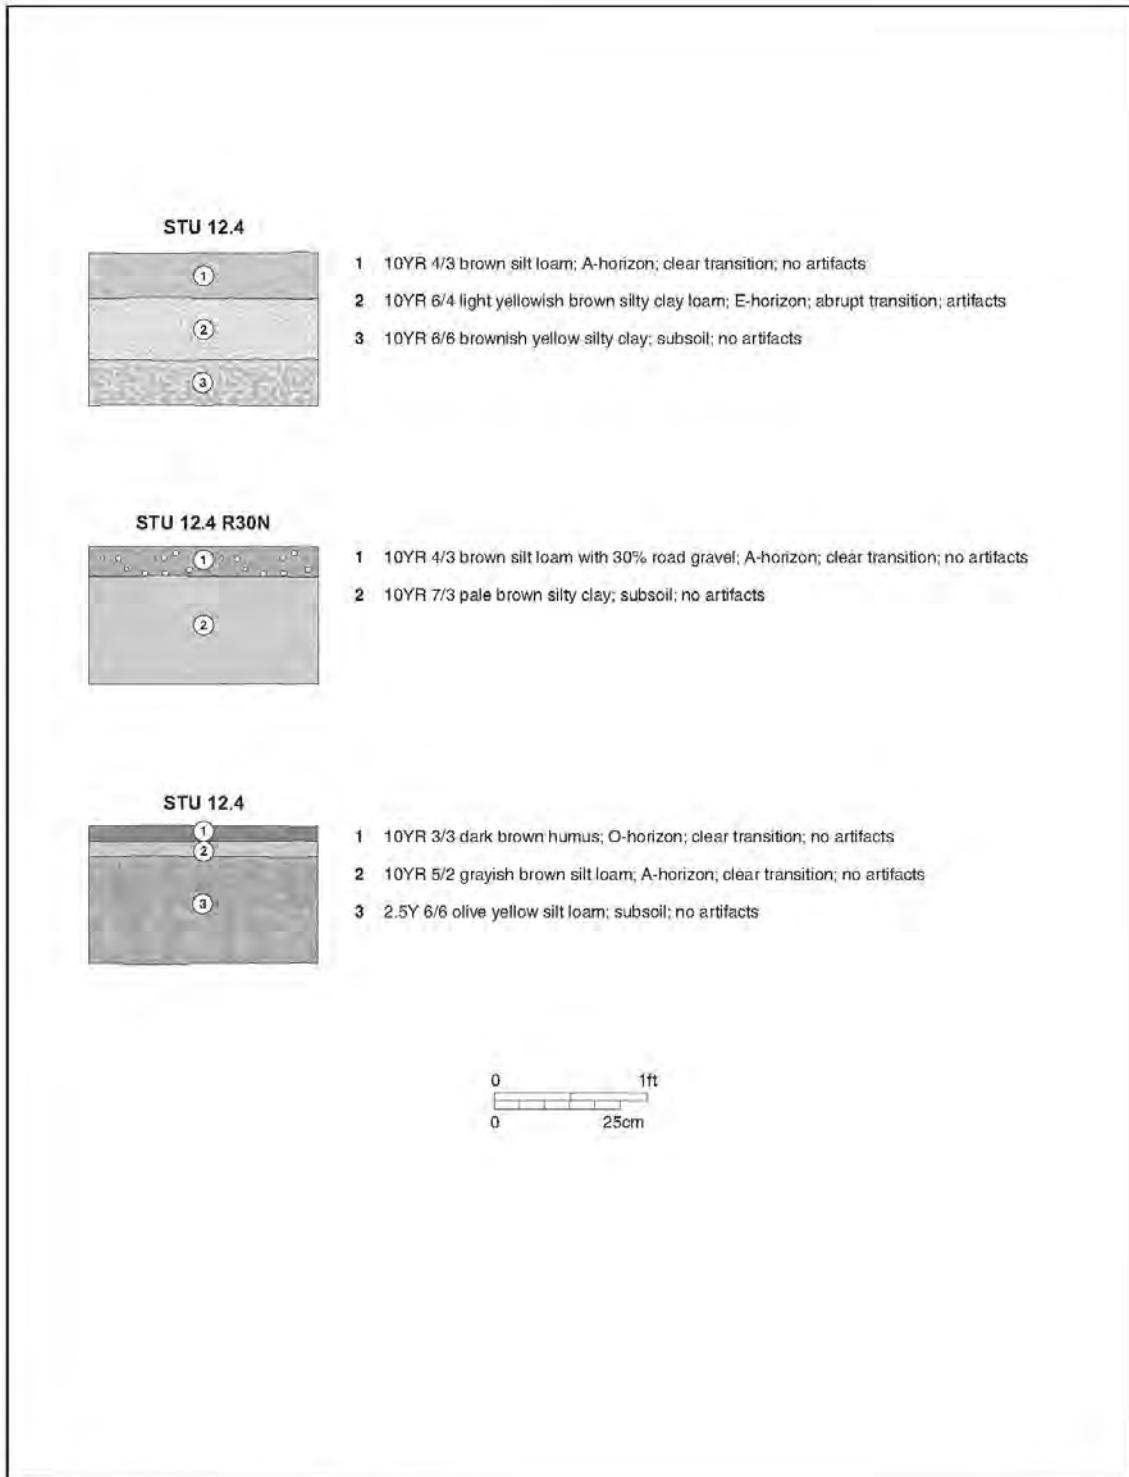 STU 12.4
1
2
3
1 10YR 4/3 brown silt loam; A-horizon; clear transition; no artifacts
2 10YR 6/4 light yellowish brown silty clay loam; E-horizon; abrupt transition; artifacts
3 10YR 6/6 brownish yellow silty clay; subsoil; no artifacts
STU 12.4 R30N
1
2
1 10YR 4/3 brown silt loam with 30% road gravel; A-horizon; clear transition; no artifacts
2 10YR 7/3 pale brown silty clay; subsoil; no artifacts
STU 12.4
1
2
3
1 10YR 3/3 dark brown humus; O-horizon; clear transition; no artifacts
2 10YR 5/2 grayish brown silt loam; A-horizon; clear transition; no artifacts
3 2.5Y 6/6 olive yellow silt loam; subsoil; no artifacts
0 1ft
0 25cm